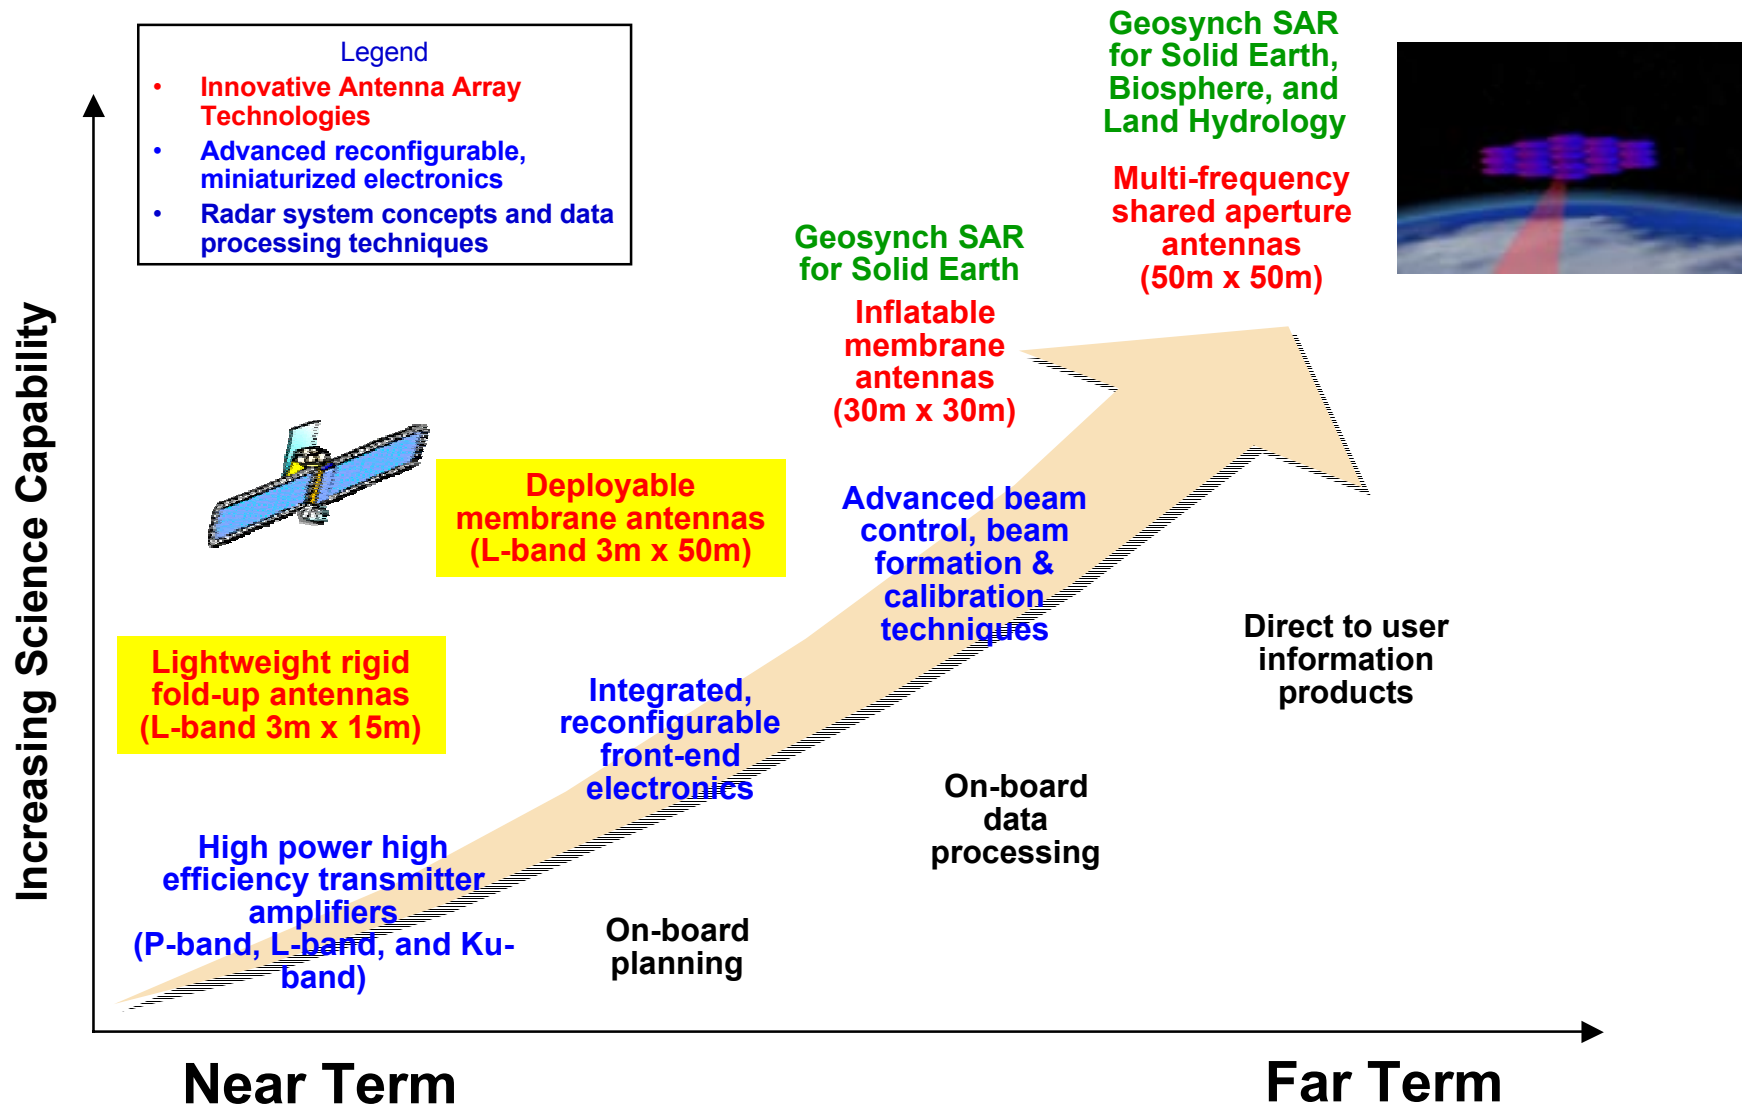 Legend
• Innovative Antenna Array
Technologies
• Advanced reconfigurable,
miniaturized electronics
• Radar system concepts and data
processing techniques
Geosynch SAR
for Solid Earth,
Biosphere, and
Land Hydrology
Multi-frequency
shared aperture
antennas
(50m x 50m)
Geosynch SAR
for Solid Earth
Inflatable
membrane
antennas
(30m x 30m)
Increasing Science Capability
Deployable
membrane antennas
(L-band 3m x 50m)
Advanced beam
control, beam
formation &
calibration
techniques
Lightweight rigid
fold-up antennas
(L-band 3m x 15m)
Integrated,
reconfigurable
front-end
electronics
Direct to user
information
products
High power high
efficiency transmitter
amplifiers
(P-band, L-band, and Ku-
band)
On-board
data
processing
On-board
planning
Near Term
Far Term